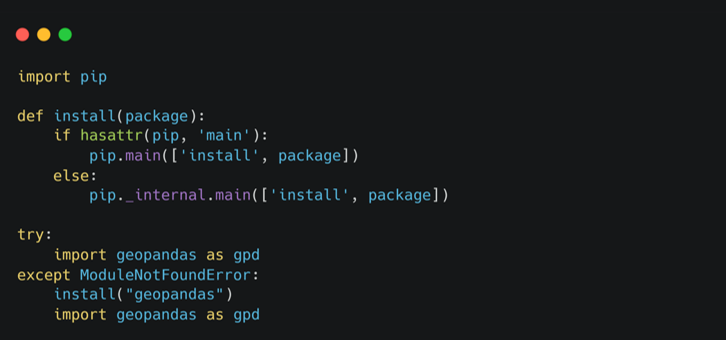 import pip
def install(package):
    if hasattr(pip, 'main'):
        pip.main(['install', package])
    else:
        pip._internal.main(['install', package])
try:
    import geopandas as gpd
except ModuleNotFoundError:
    install("geopandas")
    import geopandas as gpd